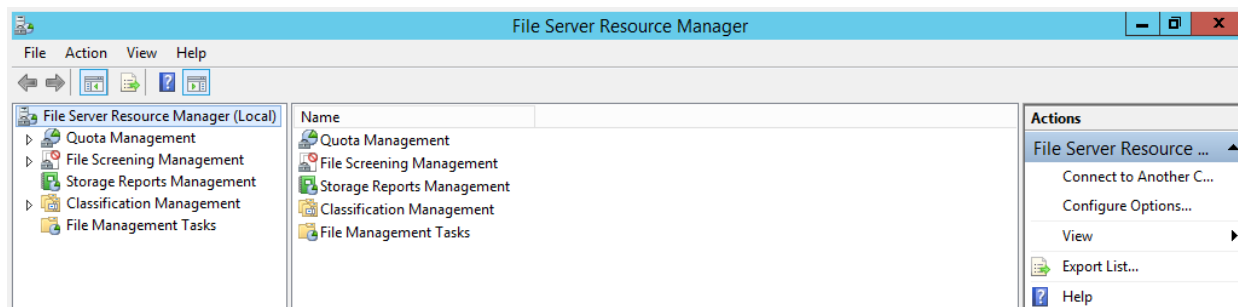 File Server Resource Manager
File Action View Help
File Server Resource Manager (Local)
Quota Management
File Screening Management
Storage Reports Management
Classification Management
File Management Tasks
Name
Quota Management
File Screening Management
Storage Reports Management
Classification Management
File Management Tasks
Actions
File Server Resource ...
Connect to Another C...
Configure Options...
View
Export List...
Help